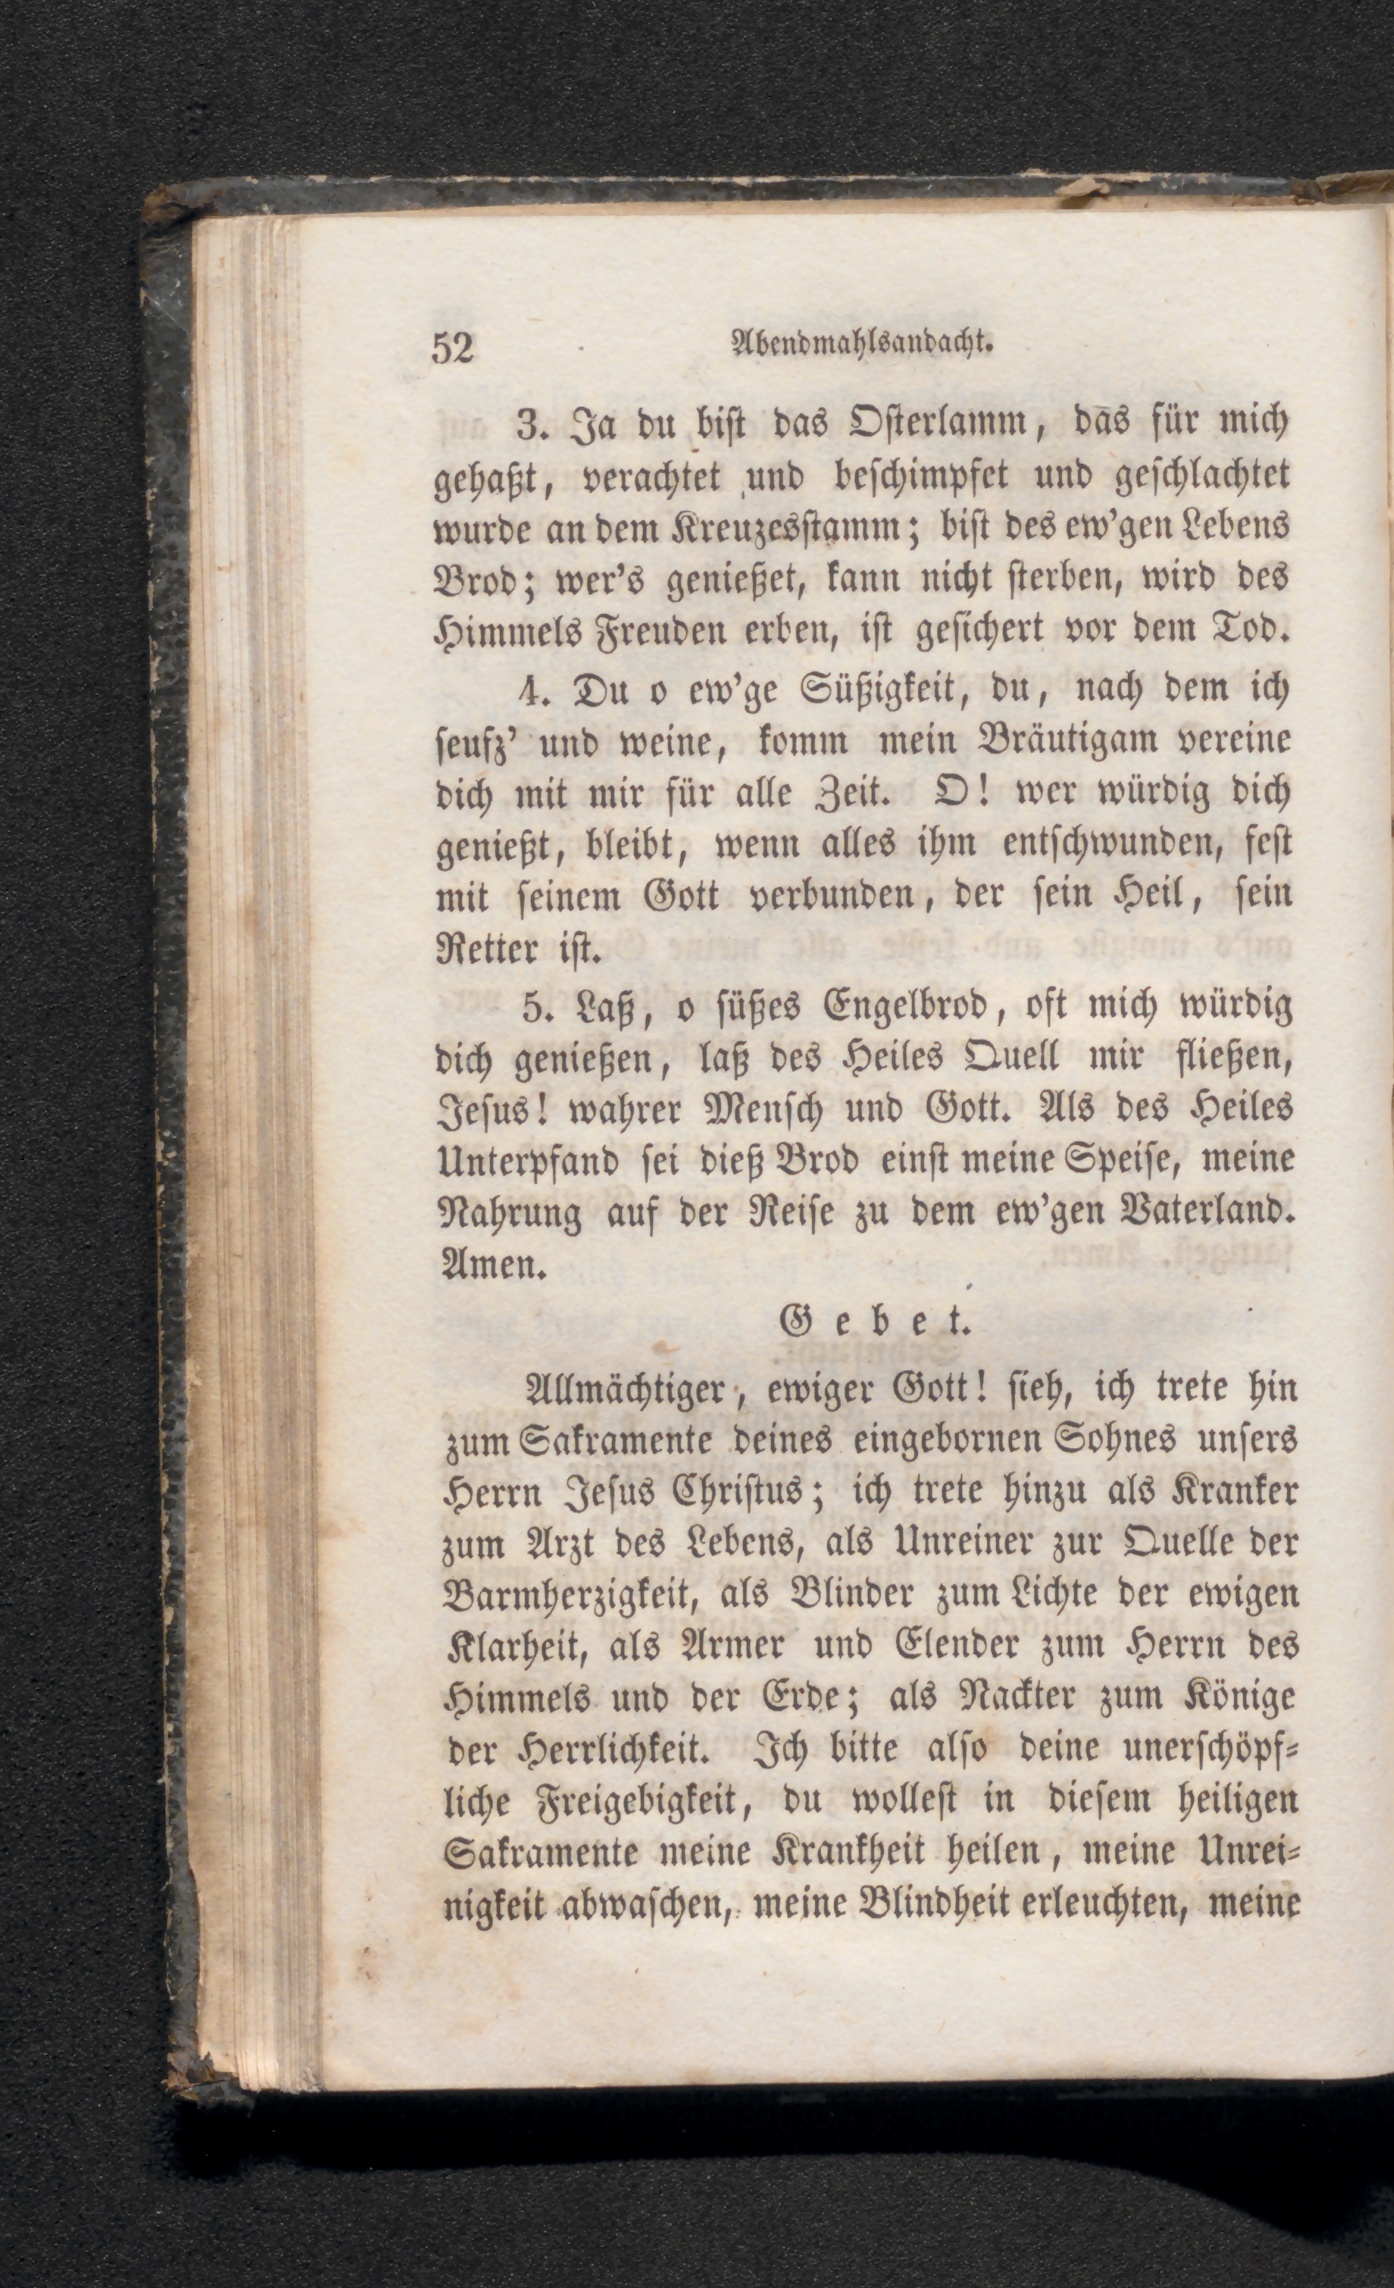 52 Abendmahlsandacht.
3. Ja du bist das Osterlamm, das für mich
gehaßt, verachtet und beschimpfet und geschlachtet
wurde an dem Kreuzesstamm; bist des ew'gen Lebens
Brod; wer's genießet, kann nicht sterben, wird des
Himmels Freuden erben, ist gesichert vor dem Tod.
4. Du o ew'ge Süßigkeit, du, nach dem ich
seufz' und weine, komm mein Bräutigam vereine
dich mit mir für alle Zeit. O! wer würdig dich
genießt, bleibt, wenn alles ihm entschwunden, fest
mit seinem Gott verbunden, der sein Heil, sein
Retter ist.
5. Laß, o süßes Engelbrod, oft mich würdig
dich genießen, laß des Heiles Quell mir fließen,
Jesus! wahrer Mensch und Gott. Als des Heiles
Unterpfand sei dieß Brod einst meine Speise, meine
Nahrung auf der Reise zu dem ew'gen Vaterland.
Amen.
Gebet.
Allmächtiger, ewiger Gott! sieh, ich trete hin
zum Sakramente deines eingebornen Sohnes unsers
Herrn Jesus Christus; ich trete hinzu als Kranker
zum Arzt des Lebens, als Unreiner zur Quelle der
Barmherzigkeit, als Blinder zum Lichte der ewigen
Klarheit, als Armer und Elender zum Herrn des
Himmels und der Erde; als Nackter zum Könige
der Herrlichkeit. Ich bitte also deine unerschöpf-
liche Freigebigkeit, du wollest in diesem heiligen
Sakramente meine Krankheit heilen, meine Unrei-
nigkeit abwaschen, meine Blindheit erleuchten, meine